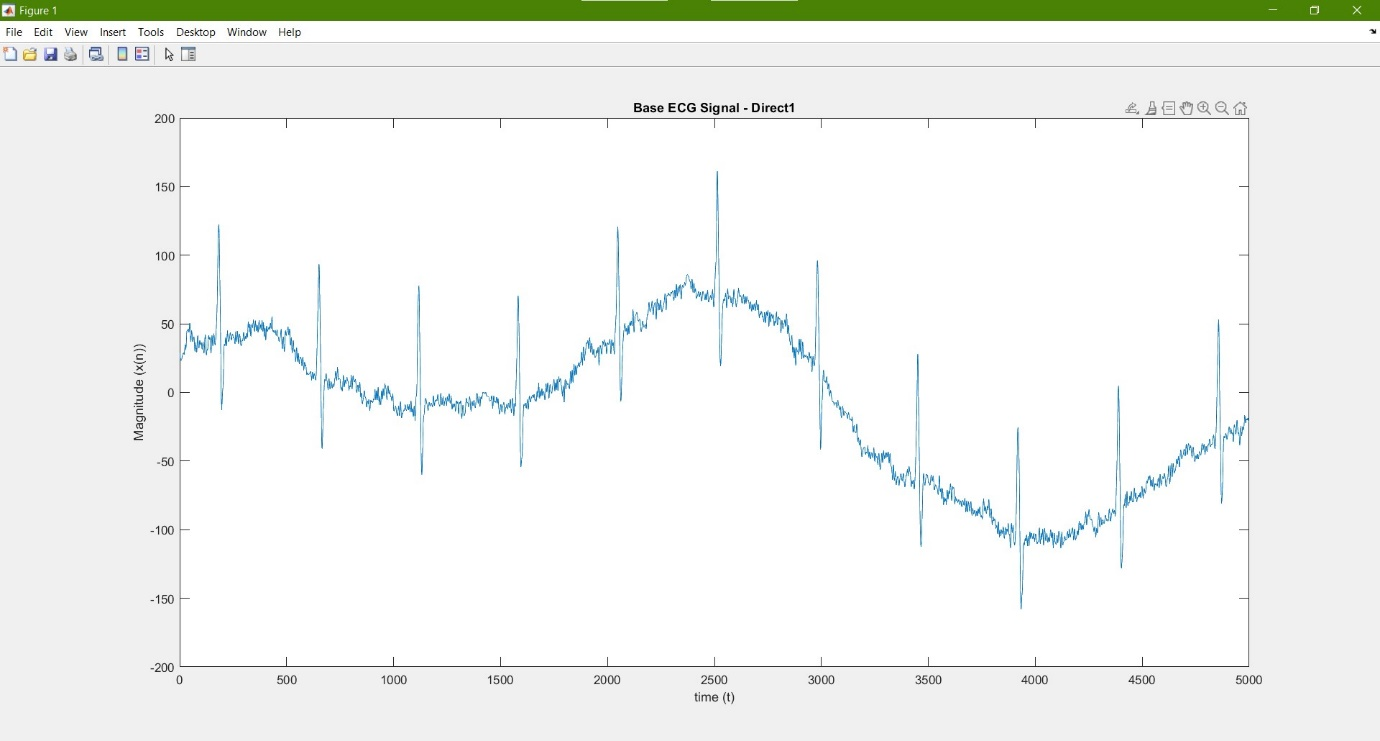 Figure 1
File Edit View Insert Tools Desktop Window Help
Base ECG Signal - Direct1
200
150
100
50
0
-50
-100
-150
-200
Magnitude (x(n))
0 500 1000 1500 2000 2500 3000 3500 4000 4500 5000
time (t)